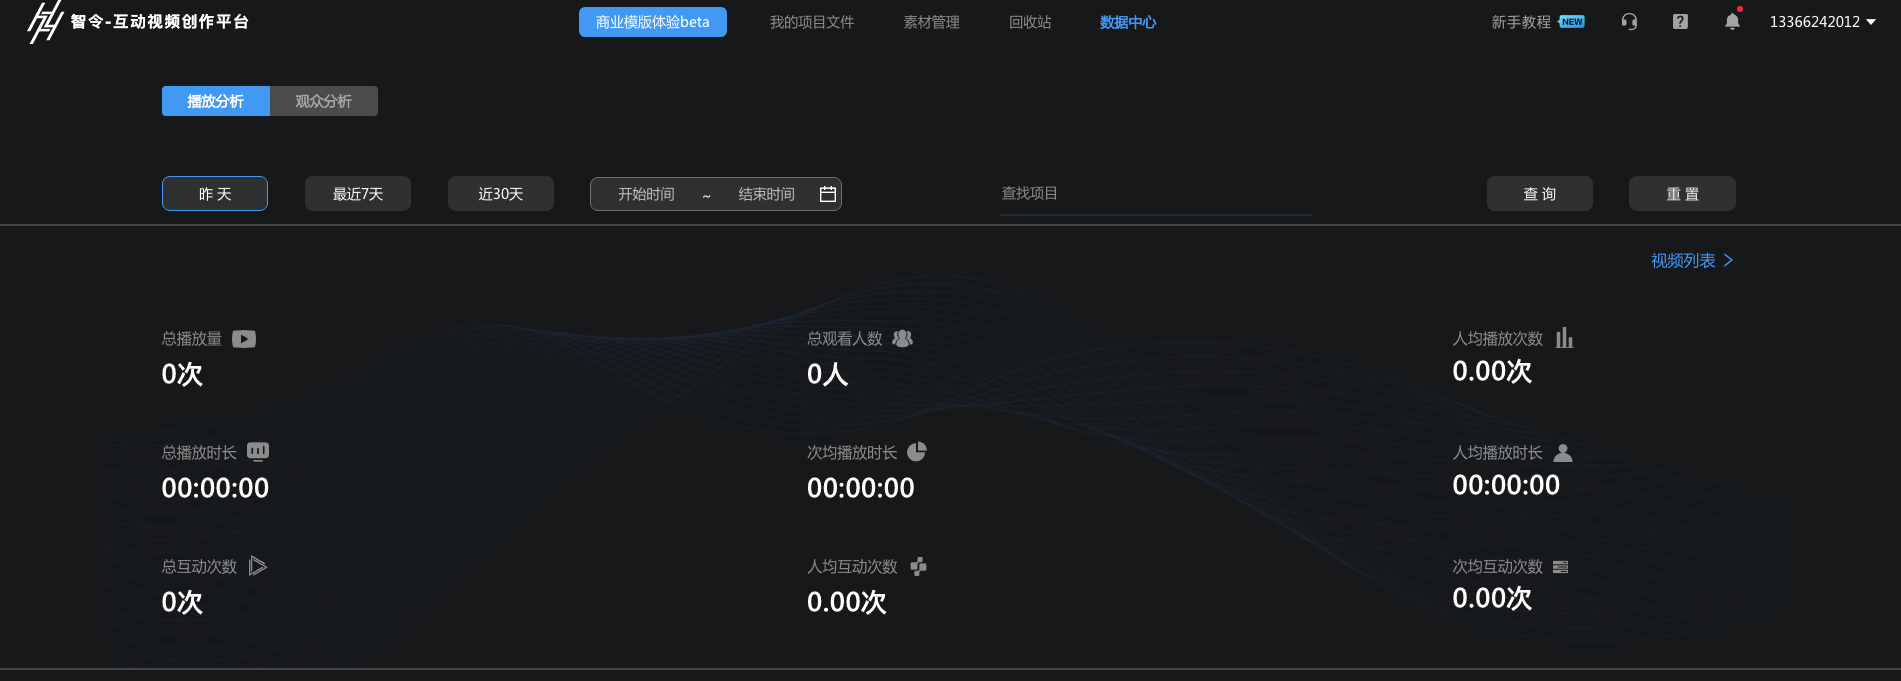 智令-互动视频创作平台 商业模版体验beta 我的项目文件 素材管理 回收站 数据中心 新手教程 NEW 13366242012
播放分析 观众分析
昨 天 最近7天 近30天 开始时间 ~ 结束时间 查找项目 查 询 重 置
视频列表
总播放量 总观看人数 人均播放次数
0次 0人 0.00次
总播放时长 次均播放时长 人均播放时长
00:00:00 00:00:00 00:00:00
总互动次数 人均互动次数 次均互动次数
0次 0.00次 0.00次